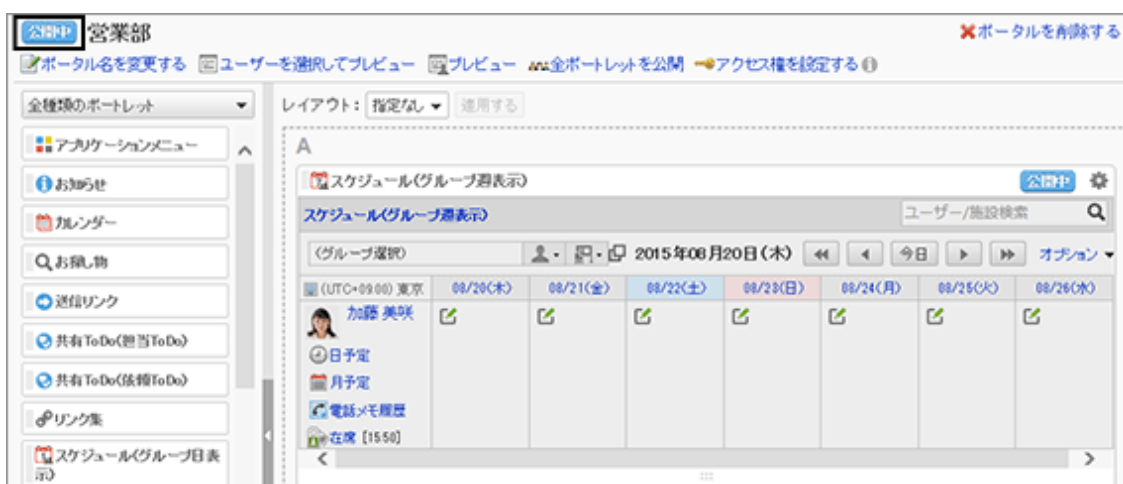 公開中 営業部 ポータルを削除する
ポータル名を変更する ユーザーを選択してプレビュー プレビュー 全ポートレットを公開 アクセス権を設定する
全種類のポートレット レイアウト: 指定なし 適用する
アプリケーションメニュー
お知らせ
カレンダー
お探し物
送信リンク
共有ToDo(担当ToDo)
共有ToDo(依頼ToDo)
リンク集
スケジュール(グループ日表
示)
A
スケジュール(グループ週表示) 公開中
スケジュール(グループ週表示) ユーザー/施設検索
(グループ選択) 2015年08月20日(木) 今日 オプション
(UTC+09:00) 東京 08/20(木) 08/21(金) 08/22(土) 08/23(日) 08/24(月) 08/25(火) 08/26(水)
加藤 美咲
日予定
月予定
電話メモ履歴
在席 [15:50]